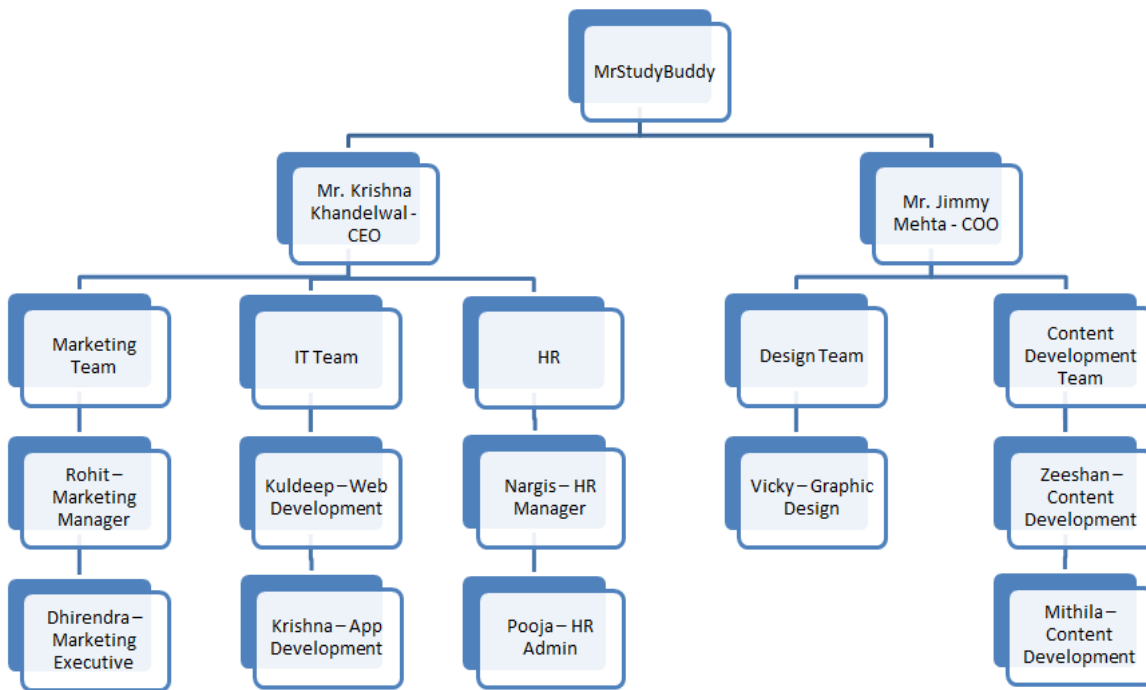 MrStudyBuddy
Mr. Krishna
Khandelwal -
CEO
Mr. Jimmy
Mehta - COO
Marketing
Team
IT Team
HR
Design Team
Content
Development
Team
Rohit – 
Marketing
Manager
Kuldeep – Web
Development
Nargis – HR
Manager
Vicky – Graphic
Design
Zeeshan –
Content
Development
Dhirendra –
Marketing
Executive
Krishna – App
Development
Pooja – HR
Admin
Mithila –
Content
Development